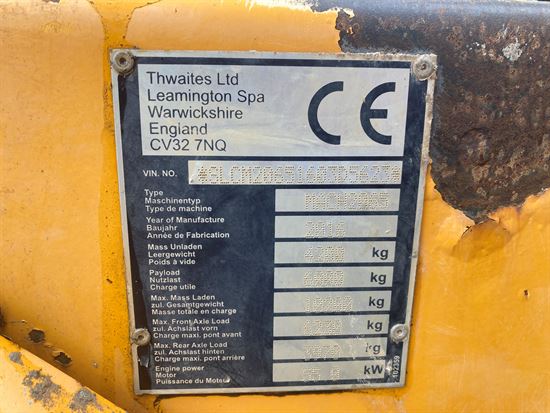 Thwaites Ltd
Leamington Spa
Warwickshire
England
CV32 7NQ
CE
VIN. NO.
Type
Maschinentyp
Type de machine
Year of Manufacture
Baujahr
Année de Fabrication
Mass Unladen
Leergewicht kg
Poids à vide
Payload
Nutzlast kg
Charge utile
Max. Mass Laden
zul. Gesamtgewicht kg
Masse totale en charge
Max. Front Axle Load
zul. Achslast vorn kg
Charge maxi. pont avant
Max. Rear Axle Load
zul. Achslast hinten kg
Charge maxi. pont arrière
Engine power
Motor kW
Puissance du Moteur
102359